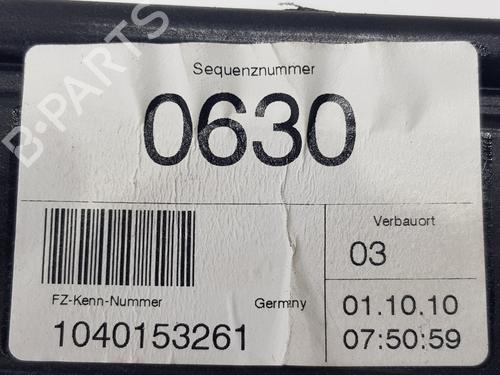 B-PARTS
Sequenznummer
0630
Verbauort
03
FZ-Kenn-Nummer
Germany
1040153261
01.10.10
07:50:59